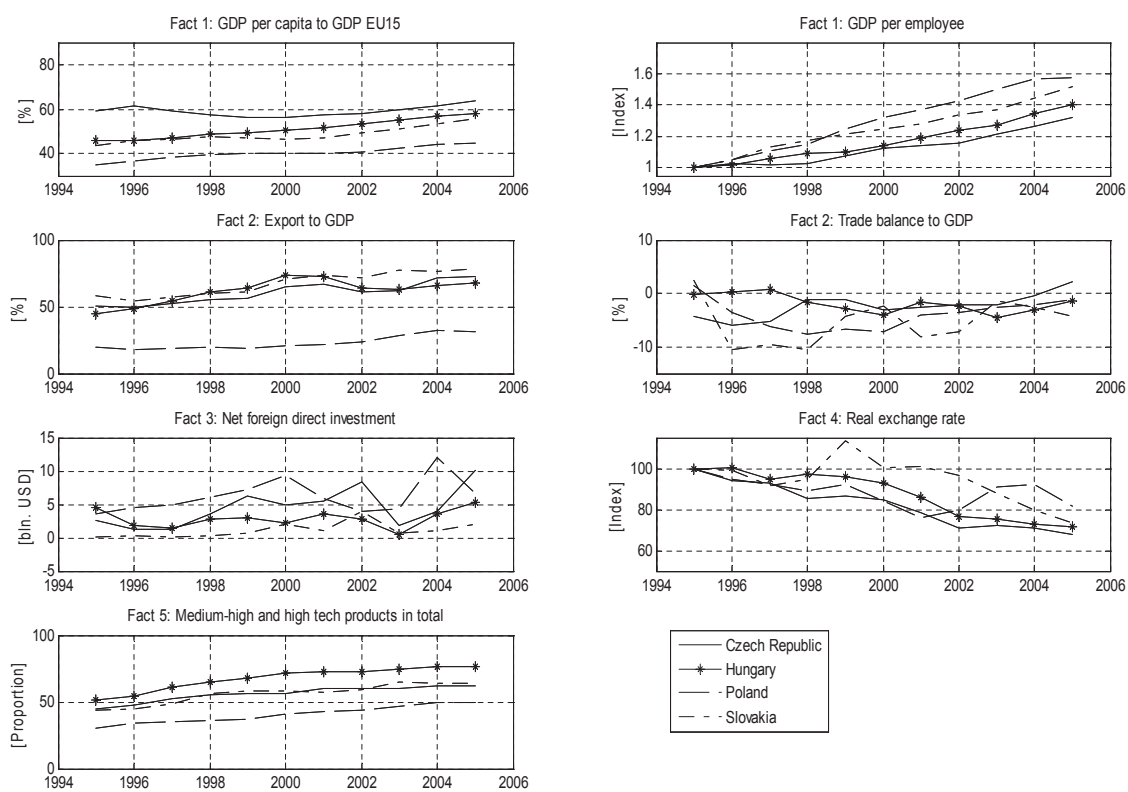 Fact 1: GDP per capita to GDP EU15
80
60
40
[%]
1994 1996 1998 2000 2002 2004 2006
Fact 1: GDP per employee
1.6
1.4
1.2
1
[Index]
1994 1996 1998 2000 2002 2004 2006
Fact 2: Export to GDP
100
50
0
[%]
1994 1996 1998 2000 2002 2004 2006
Fact 2: Trade balance to GDP
10
0
-10
[%]
1994 1996 1998 2000 2002 2004 2006
Fact 3: Net foreign direct investment
15
10
5
0
-5
[bln. USD]
1994 1996 1998 2000 2002 2004 2006
Fact 4: Real exchange rate
100
80
60
[Index]
1994 1996 1998 2000 2002 2004 2006
Fact 5: Medium-high and high tech products in total
100
50
0
[Proportion]
1994 1996 1998 2000 2002 2004 2006
Czech Republic
Hungary
Poland
Slovakia